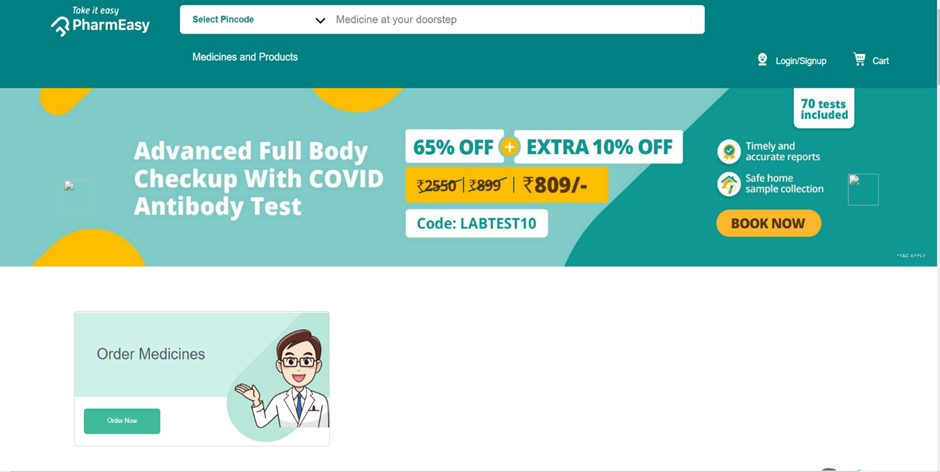 Take it easy
PharmEasy
Select Pincode
Medicine at your doorstep
Medicines and Products
Login/Signup
Cart
Advanced Full Body
Checkup With COVID
Antibody Test
65% OFF + EXTRA 10% OFF
₹2550 | ₹899 | ₹809/-
Code: LABTEST10
70 tests
included
Timely and
accurate reports
Safe home
sample collection
BOOK NOW
*T&C APPLY
Order Medicines
Order Now